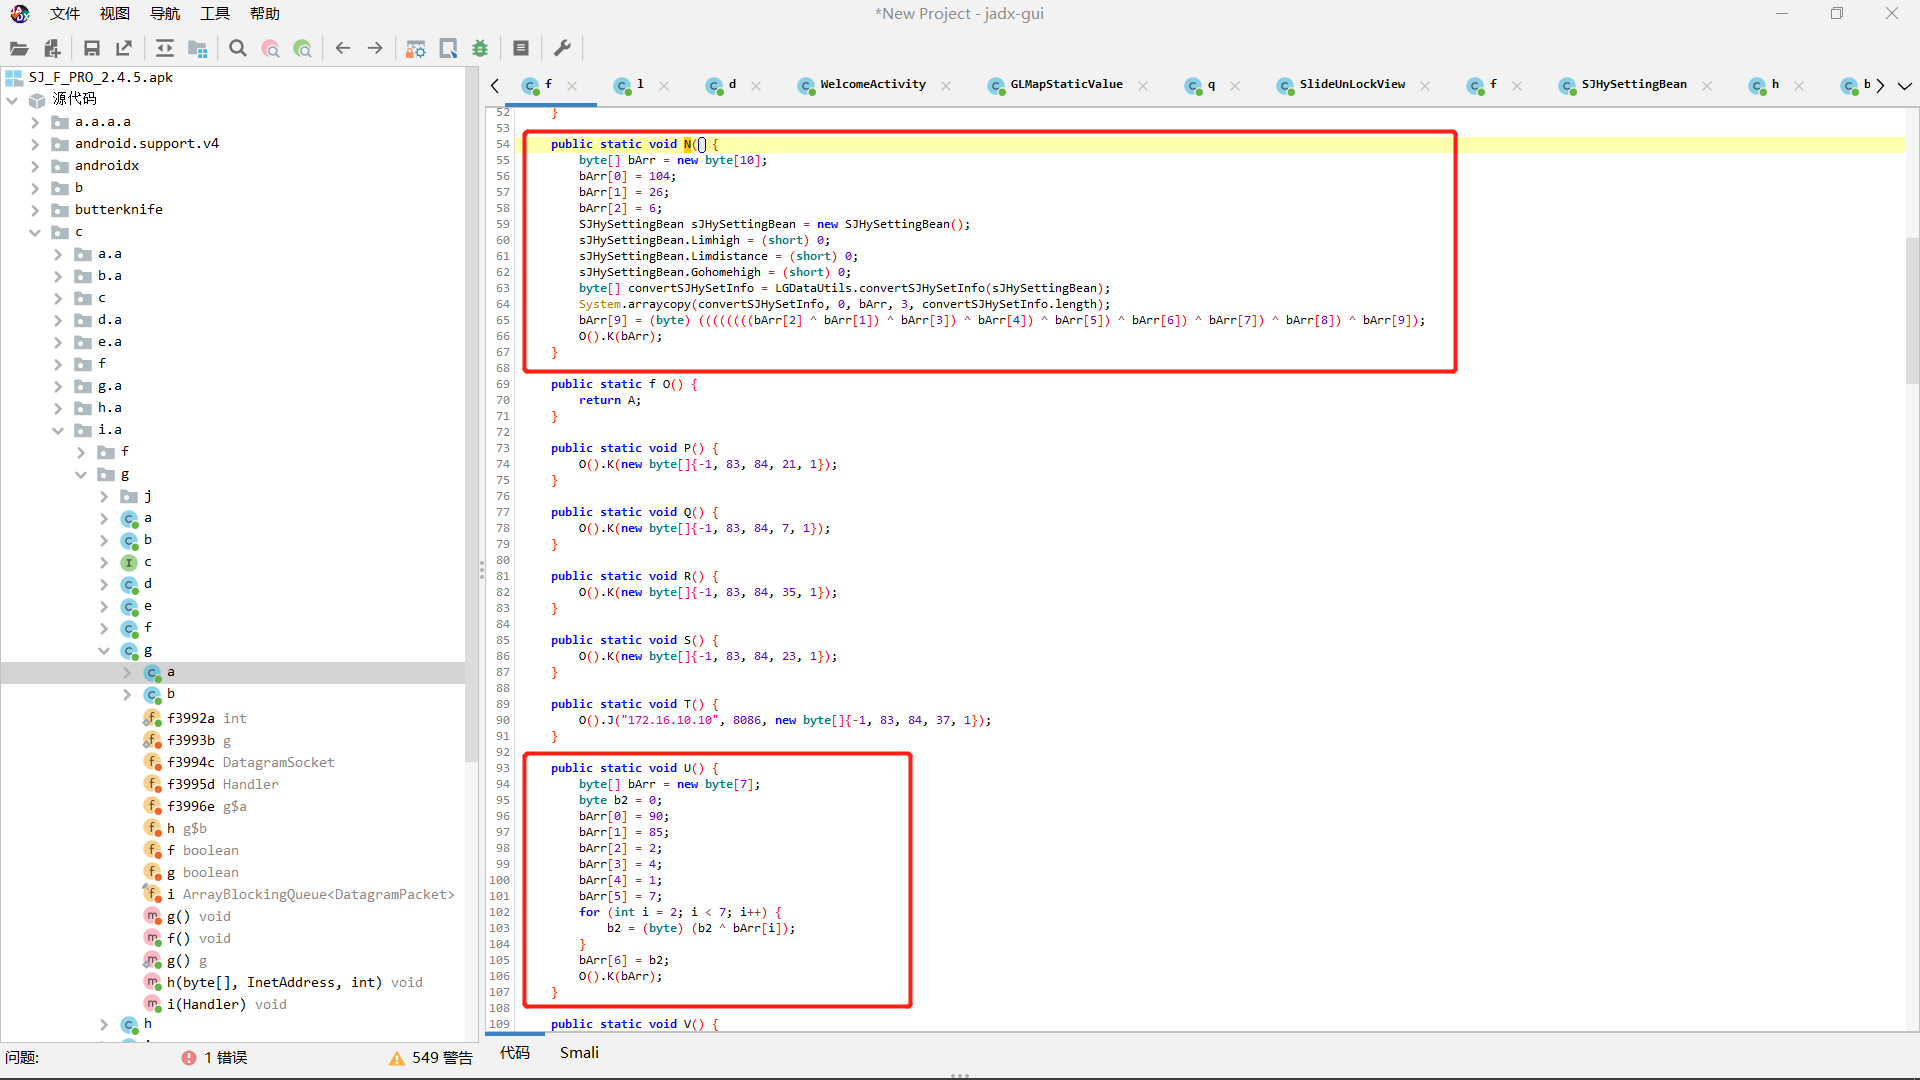 文件 视图 导航 工具 帮助
*New Project - jadx-gui
SJ_F_PRO_2.4.5.apk
源代码
a.a.a.a
android.support.v4
androidx
b
butterknife
c
a.a
b.a
c
d.a
e.a
f
g.a
h.a
i.a
f
g
j
a
b
c
d
e
f
g
a
b
f3992a int
f3993b g
f3994c DatagramSocket
f3995d Handler
f3996e g$a
h g$b
f boolean
g boolean
i ArrayBlockingQueue<DatagramPacket>
g() void
f() void
g() g
h(byte[], InetAddress, int) void
i(Handler) void
h
问题: 1 错误 549 警告
f l d WelcomeActivity GLMapStaticValue q SlideUnLockView f SJHySettingBean h b
52 }
53
54 public static void N() {
55 byte[] bArr = new byte[10];
56 bArr[0] = 104;
57 bArr[1] = 26;
58 bArr[2] = 6;
59 SJHySettingBean sJHySettingBean = new SJHySettingBean();
60 sJHySettingBean.Limhigh = (short) 0;
61 sJHySettingBean.Limdistance = (short) 0;
62 sJHySettingBean.Gohomehigh = (short) 0;
63 byte[] convertSJHySetInfo = LGDataUtils.convertSJHySetInfo(sJHySettingBean);
64 System.arraycopy(convertSJHySetInfo, 0, bArr, 3, convertSJHySetInfo.length);
65 bArr[9] = (byte) ((((((((bArr[2] ^ bArr[1]) ^ bArr[3]) ^ bArr[4]) ^ bArr[5]) ^ bArr[6]) ^ bArr[7]) ^ bArr[8]) ^ bArr[9]);
66 O().K(bArr);
67 }
68
69 public static f O() {
70 return A;
71 }
72
73 public static void P() {
74 O().K(new byte[]{-1, 83, 84, 21, 1});
75 }
76
77 public static void Q() {
78 O().K(new byte[]{-1, 83, 84, 7, 1});
79 }
80
81 public static void R() {
82 O().K(new byte[]{-1, 83, 84, 35, 1});
83 }
84
85 public static void S() {
86 O().K(new byte[]{-1, 83, 84, 23, 1});
87 }
88
89 public static void T() {
90 O().J("172.16.10.10", 8086, new byte[]{-1, 83, 84, 37, 1});
91 }
92
93 public static void U() {
94 byte[] bArr = new byte[7];
95 byte b2 = 0;
96 bArr[0] = 90;
97 bArr[1] = 85;
98 bArr[2] = 2;
99 bArr[3] = 4;
100 bArr[4] = 1;
101 bArr[5] = 7;
102 for (int i = 2; i < 7; i++) {
103 b2 = (byte) (b2 ^ bArr[i]);
104 }
105 bArr[6] = b2;
106 O().K(bArr);
107 }
108
109 public static void V() {
代码 Smali